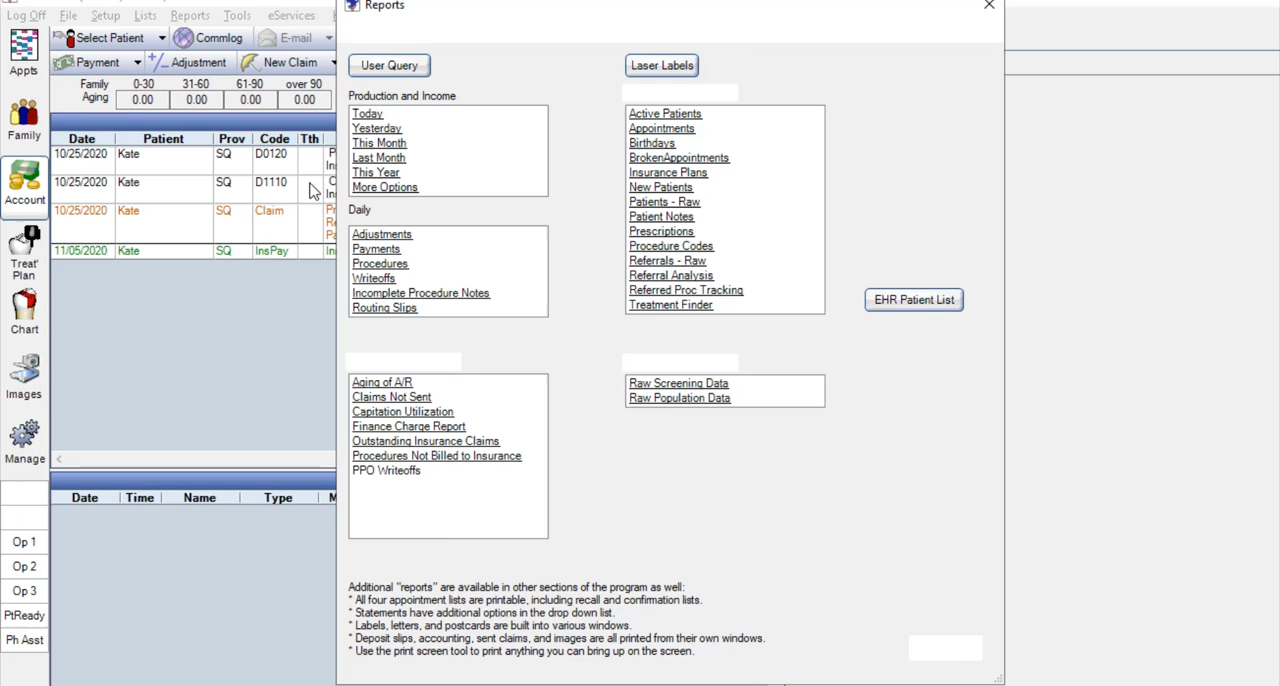 Reports
Log Off File Setup Lists Reports Tools eServices
Select Patient Commlog E-mail
Payment Adjustment New Claim
Family 0-30 31-60 61-90 over 90
Aging 0.00 0.00 0.00 0.00
Date Patient Prov Code Tth
10/25/2020 Kate SQ D0120
10/25/2020 Kate SQ D1110
10/25/2020 Kate SQ Claim
11/05/2020 Kate SQ InsPay
Appts
Family
Account
Treat'
Plan
Chart
Images
Manage
Op 1
Op 2
Op 3
PtReady
Ph Asst
Date Time Name Type
User Query
Production and Income
Today
Yesterday
This Month
Last Month
This Year
More Options
Daily
Adjustments
Payments
Procedures
Writeoffs
Incomplete Procedure Notes
Routing Slips
Aging of A/R
Claims Not Sent
Capitation Utilization
Finance Charge Report
Outstanding Insurance Claims
Procedures Not Billed to Insurance
PPO Writeoffs
Laser Labels
Active Patients
Appointments
Birthdays
BrokenAppointments
Insurance Plans
New Patients
Patients - Raw
Patient Notes
Prescriptions
Procedure Codes
Referrals - Raw
Referral Analysis
Referred Proc Tracking
Treatment Finder
Raw Screening Data
Raw Population Data
EHR Patient List
Additional "reports" are available in other sections of the program as well:
* All four appointment lists are printable, including recall and confirmation lists.
* Statements have additional options in the drop down list.
* Labels, letters, and postcards are built into various windows.
* Deposit slips, accounting, sent claims, and images are all printed from their own windows.
* Use the print screen tool to print anything you can bring up on the screen.